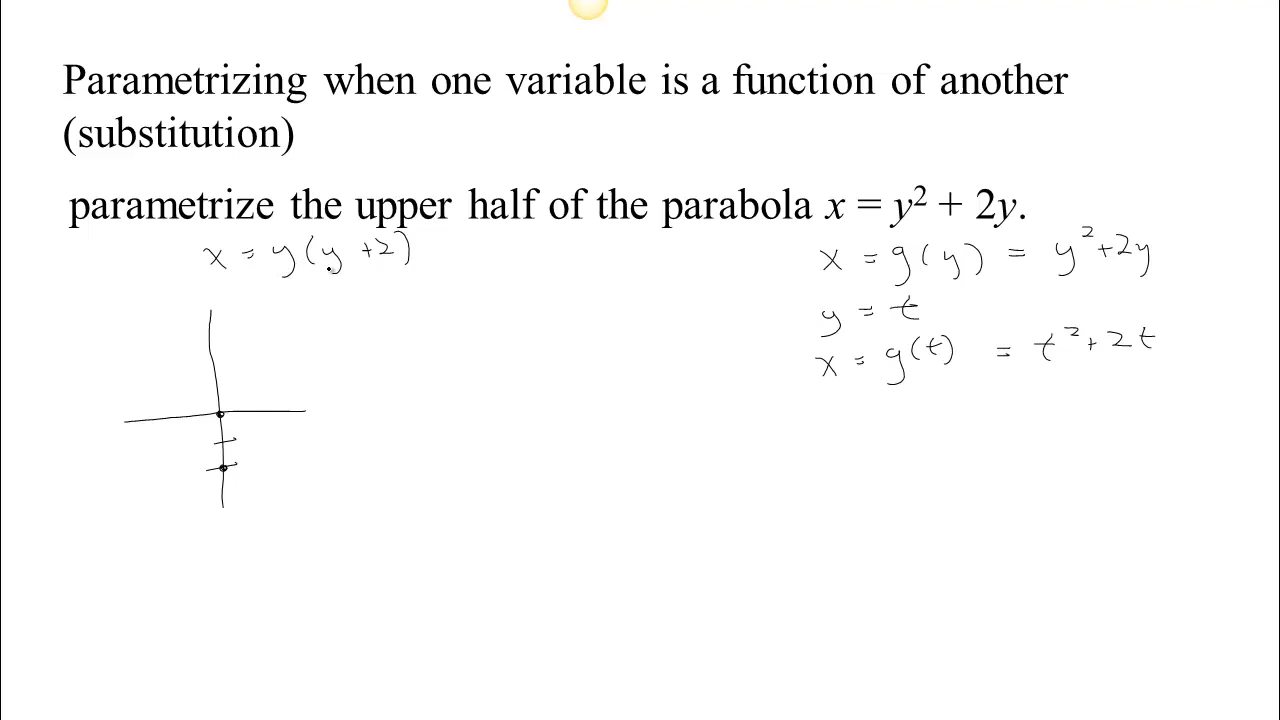 Parametrizing when one variable is a function of another
(substitution)
parametrize the upper half of the parabola x = y² + 2y.
x = y(y +2)
x = g(y) = y²+2y
y = t
x = g(t) = t²+2t